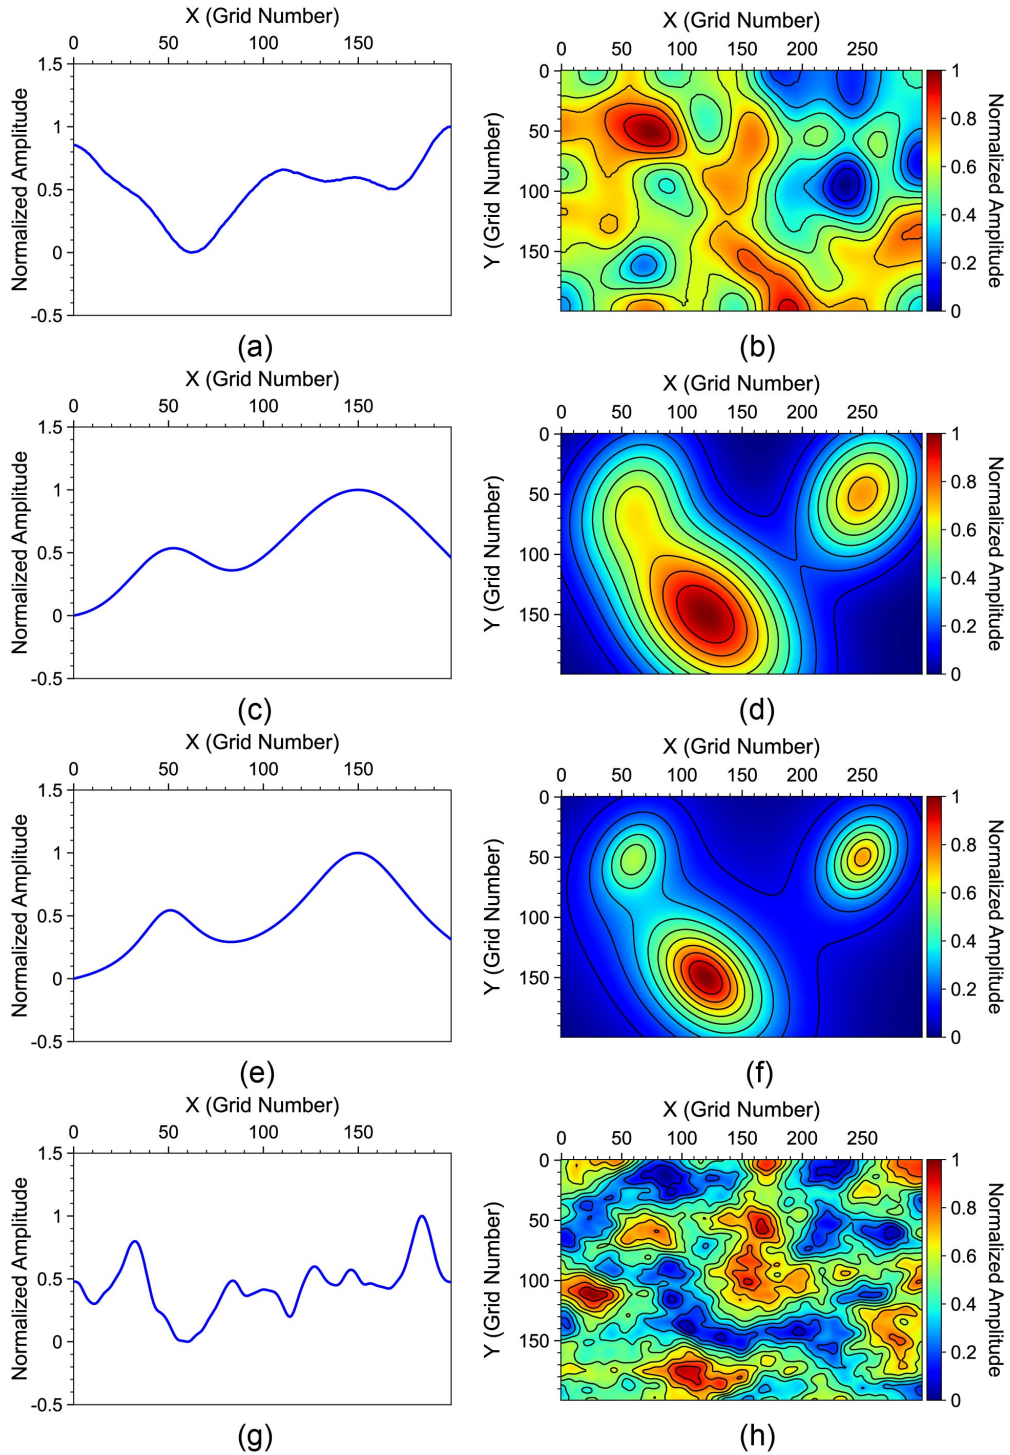 X (Grid Number)
0 50 100 150
Normalized Amplitude
1.5
1
0.5
0
-0.5
(a)
X (Grid Number)
0 50 100 150 200 250
Y (Grid Number)
0
50
100
150
1
0.8
0.6
0.4
0.2
0
Normalized Amplitude
(b)
X (Grid Number)
0 50 100 150
Normalized Amplitude
1.5
1
0.5
0
-0.5
(c)
X (Grid Number)
0 50 100 150 200 250
Y (Grid Number)
0
50
100
150
1
0.8
0.6
0.4
0.2
0
Normalized Amplitude
(d)
X (Grid Number)
0 50 100 150
Normalized Amplitude
1.5
1
0.5
0
-0.5
(e)
X (Grid Number)
0 50 100 150 200 250
Y (Grid Number)
0
50
100
150
1
0.8
0.6
0.4
0.2
0
Normalized Amplitude
(f)
X (Grid Number)
0 50 100 150
Normalized Amplitude
1.5
1
0.5
0
-0.5
(g)
X (Grid Number)
0 50 100 150 200 250
Y (Grid Number)
0
50
100
150
1
0.8
0.6
0.4
0.2
0
Normalized Amplitude
(h)